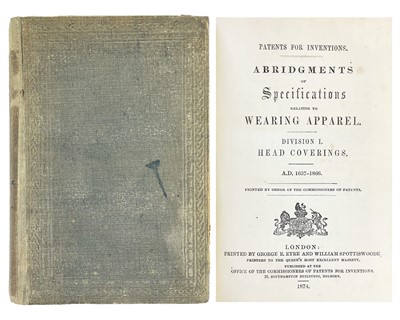 PATENTS FOR INVENTIONS.
ABRIDGMENTS
OF
Specifications
RELATING TO
WEARING APPAREL.
DIVISION I.
HEAD COVERINGS.
A.D. 1637-1866.
PRINTED BY ORDER OF THE COMMISSIONERS OF PATENTS.
LONDON:
PRINTED BY GEORGE E. EYRE AND WILLIAM SPOTTISWOODE,
PRINTERS TO THE QUEEN'S MOST EXCELLENT MAJESTY.
PUBLISHED AT THE
OFFICE OF THE COMMISSIONERS OF PATENTS FOR INVENTIONS,
25, SOUTHAMPTON BUILDINGS, HOLBORN.
1874.